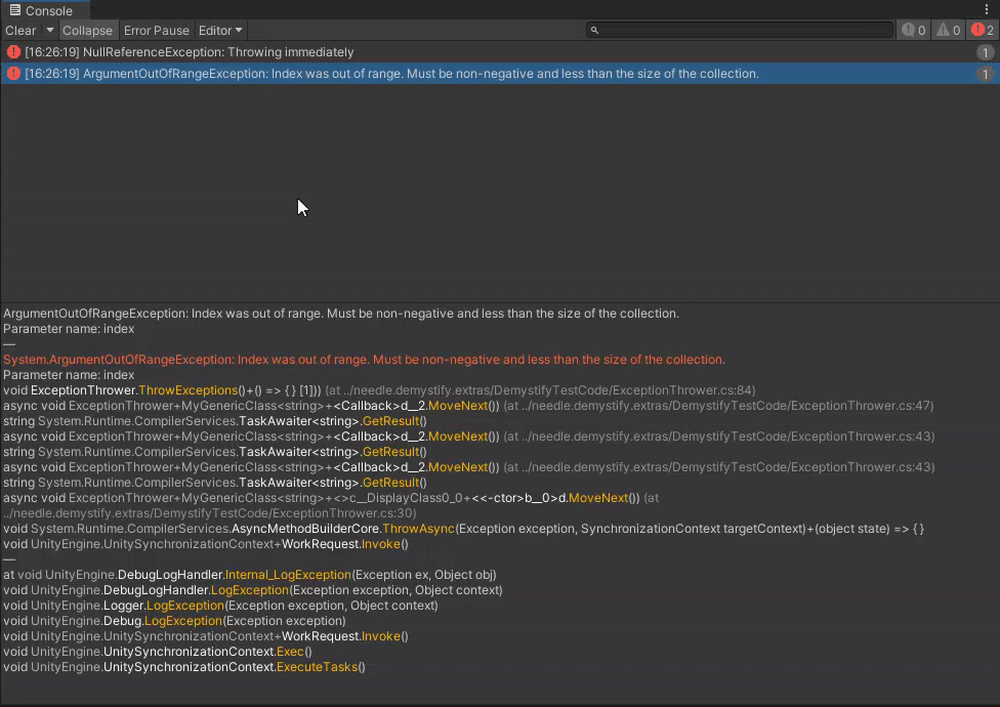 Console
Clear Collapse Error Pause Editor 0 0 2
[16:26:19] NullReferenceException: Throwing immediately 1
[16:26:19] ArgumentOutOfRangeException: Index was out of range. Must be non-negative and less than the size of the collection. 1
ArgumentOutOfRangeException: Index was out of range. Must be non-negative and less than the size of the collection.
Parameter name: index
—
System.ArgumentOutOfRangeException: Index was out of range. Must be non-negative and less than the size of the collection.
Parameter name: index
void ExceptionThrower.ThrowExceptions()+() => { } [1])) (at ../needle.demystify.extras/DemystifyTestCode/ExceptionThrower.cs:84)
async void ExceptionThrower+MyGenericClass<string>+<Callback>d__2.MoveNext()) (at ../needle.demystify.extras/DemystifyTestCode/ExceptionThrower.cs:47)
string System.Runtime.CompilerServices.TaskAwaiter<string>.GetResult()
async void ExceptionThrower+MyGenericClass<string>+<Callback>d__2.MoveNext()) (at ../needle.demystify.extras/DemystifyTestCode/ExceptionThrower.cs:43)
string System.Runtime.CompilerServices.TaskAwaiter<string>.GetResult()
async void ExceptionThrower+MyGenericClass<string>+<Callback>d__2.MoveNext()) (at ../needle.demystify.extras/DemystifyTestCode/ExceptionThrower.cs:43)
string System.Runtime.CompilerServices.TaskAwaiter<string>.GetResult()
async void ExceptionThrower+MyGenericClass<string>+<>c__DisplayClass0_0+<<-ctor>b__0>d.MoveNext()) (at
../needle.demystify.extras/DemystifyTestCode/ExceptionThrower.cs:30)
void System.Runtime.CompilerServices.AsyncMethodBuilderCore.ThrowAsync(Exception exception, SynchronizationContext targetContext)+(object state) => { }
void UnityEngine.UnitySynchronizationContext+WorkRequest.Invoke()
—
at void UnityEngine.DebugLogHandler.Internal_LogException(Exception ex, Object obj)
void UnityEngine.DebugLogHandler.LogException(Exception exception, Object context)
void UnityEngine.Logger.LogException(Exception exception, Object context)
void UnityEngine.Debug.LogException(Exception exception)
void UnityEngine.UnitySynchronizationContext+WorkRequest.Invoke()
void UnityEngine.UnitySynchronizationContext.Exec()
void UnityEngine.UnitySynchronizationContext.ExecuteTasks()